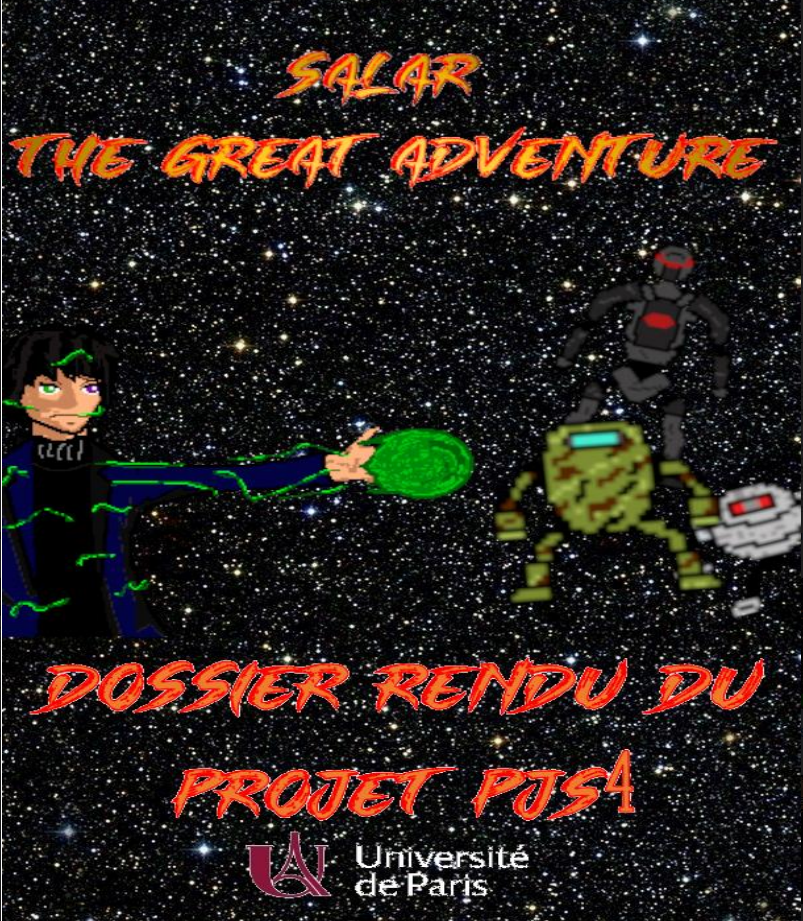 SALAR
THE GREAT ADVENTURE
DOSSIER RENDU DU
PROJET PJS4
Université
de Paris